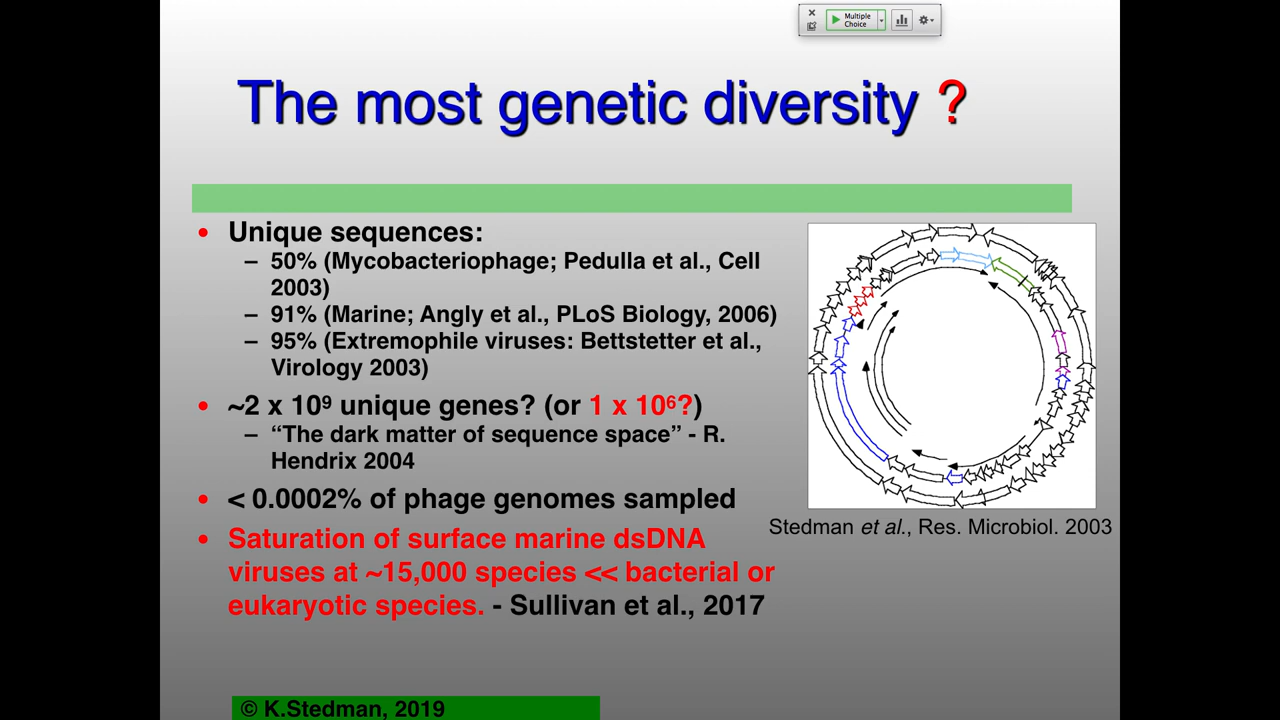 Multiple
Choice
The most genetic diversity ?
• Unique sequences:
– 50% (Mycobacteriophage; Pedulla et al., Cell
2003)
– 91% (Marine; Angly et al., PLoS Biology, 2006)
– 95% (Extremophile viruses: Bettstetter et al.,
Virology 2003)
• ~2 x 10⁹ unique genes? (or 1 x 10⁶?)
– “The dark matter of sequence space” - R.
Hendrix 2004
• < 0.0002% of phage genomes sampled
• Saturation of surface marine dsDNA
viruses at ~15,000 species << bacterial or
eukaryotic species. - Sullivan et al., 2017
Stedman et al., Res. Microbiol. 2003
© K.Stedman, 2019